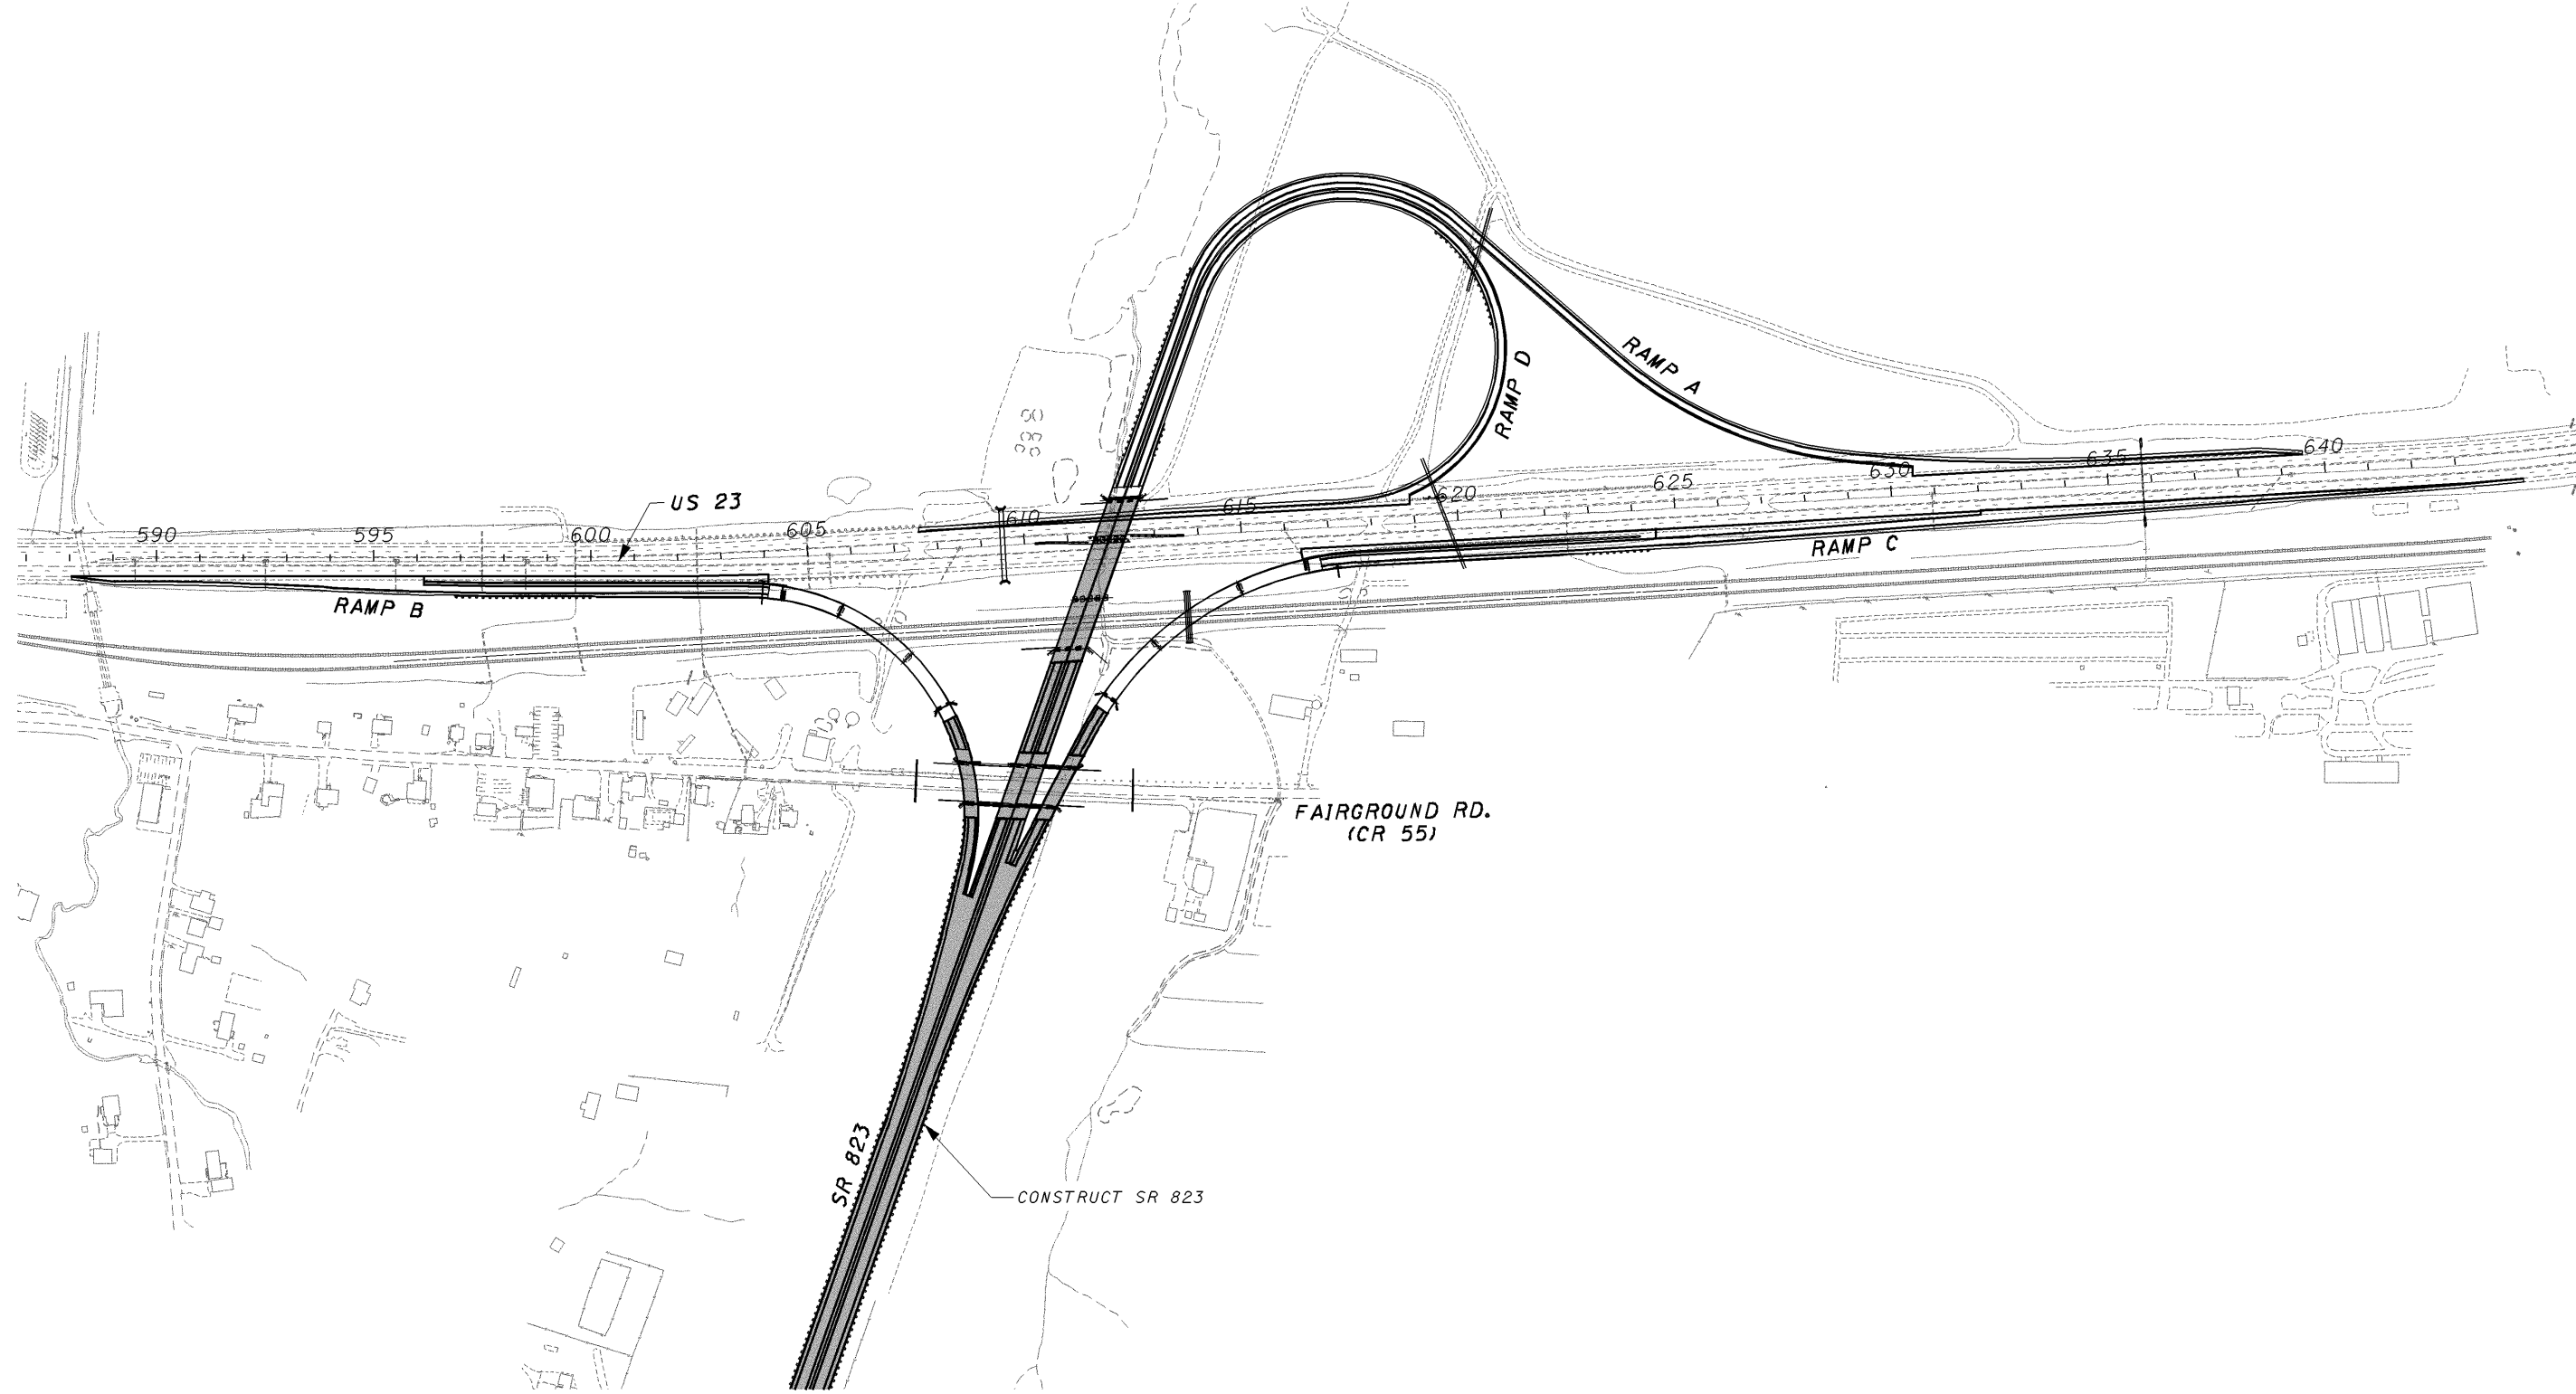 RAMP A
RAMP D
US 23
590
595
600
605
610
615
620
625
630
635
640
RAMP B
RAMP C
FAIRGROUND RD.
(CR 55)
SR 823
CONSTRUCT SR 823